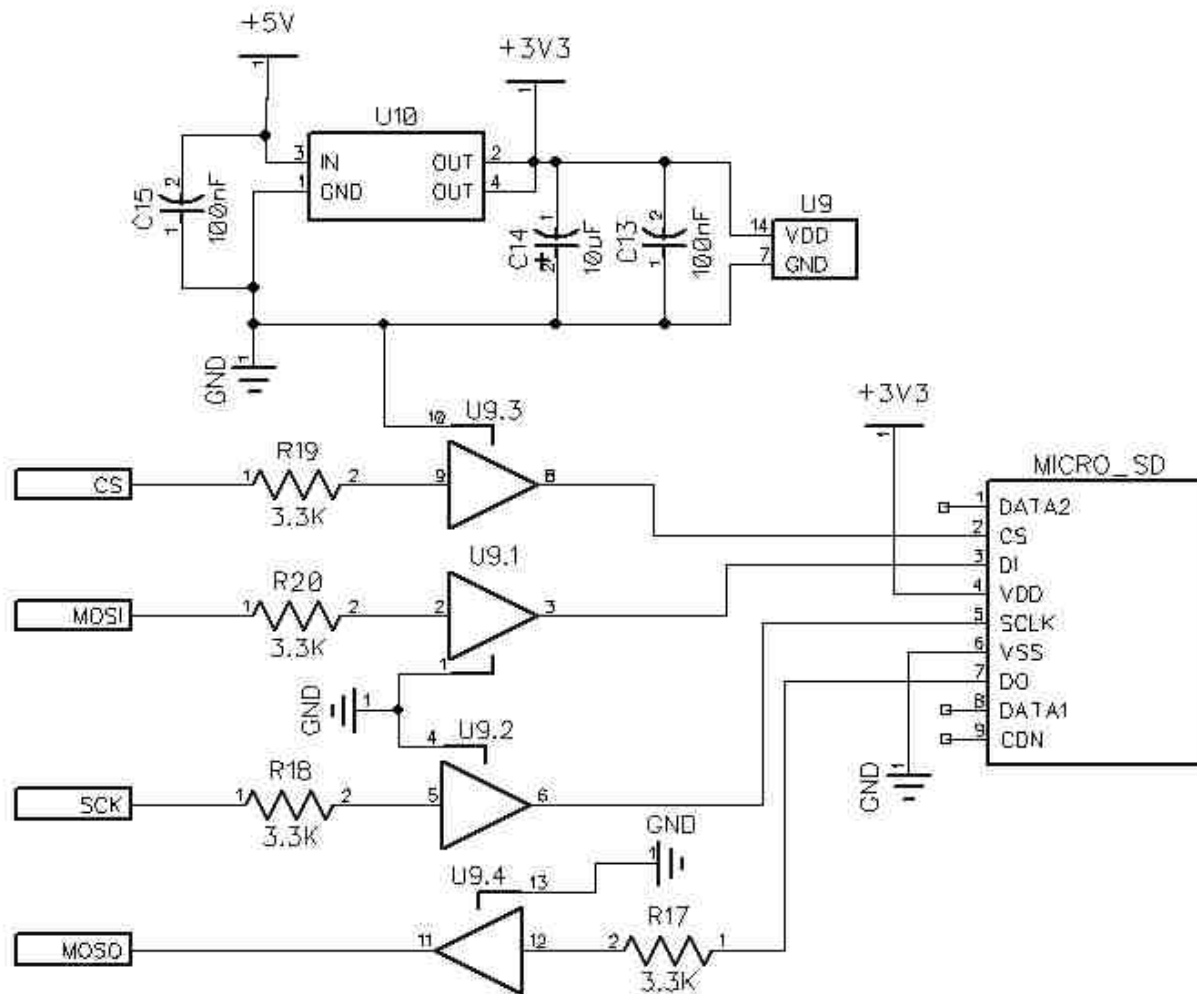 +5V
1
+3V3
1
U10
3 IN OUT 2
1 GND OUT 4
C15
2
1
100nF
C14
1
2
+
10uF
C13
2
1
100nF
U9
14 VDD
7 GND
GND
1
10 U9.3
CS
1 R19 2
3.3K
9 8
MOSI
1 R20 2
3.3K
U9.1
2 3
1
GND
1
4 U9.2
SCK
1 R18 2
3.3K
5 6
GND
1
U9.4 13
MOSO
11 12
2 R17 1
3.3K
+3V3
1
MICRO_SD
1 DATA2
2 CS
3 DI
4 VDD
5 SCLK
6 VSS
7 DO
8 DATA1
9 CDN
GND
1